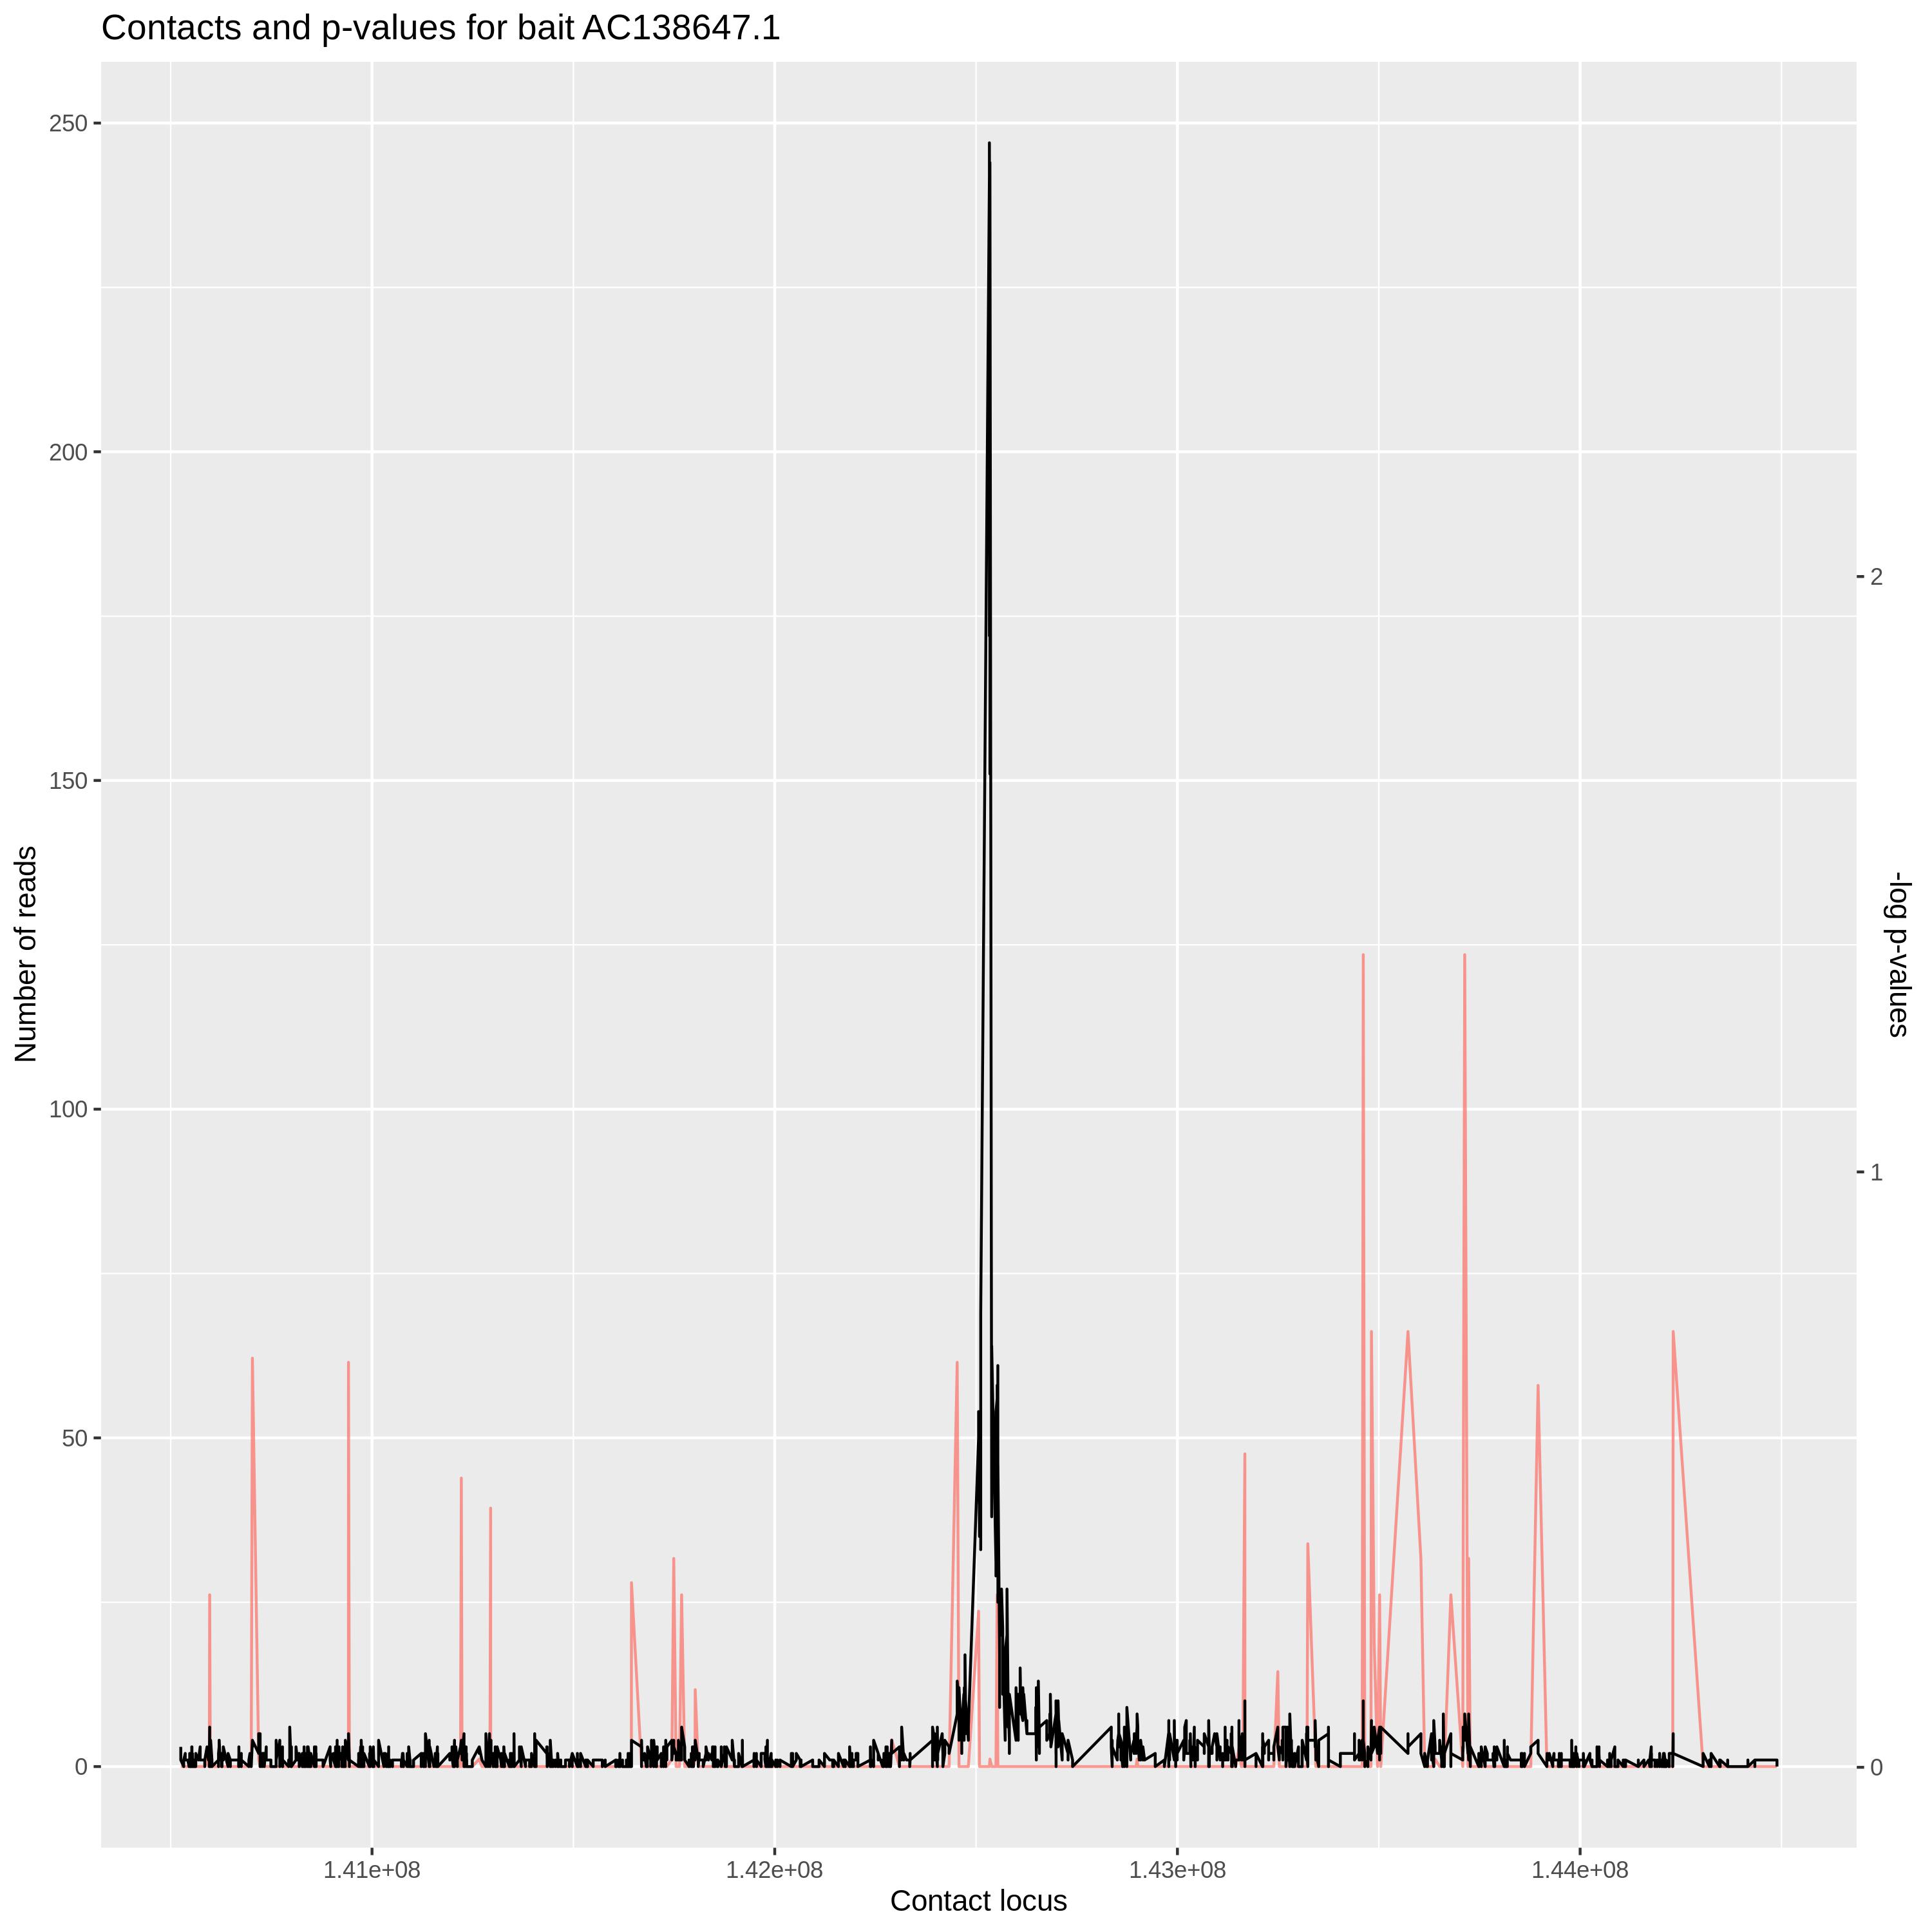 Contacts and p-values for bait AC138647.1
250
200
150
100
50
0
Number of reads
2
1
0
-log p-values
1.41e+08
1.42e+08
1.43e+08
1.44e+08
Contact locus